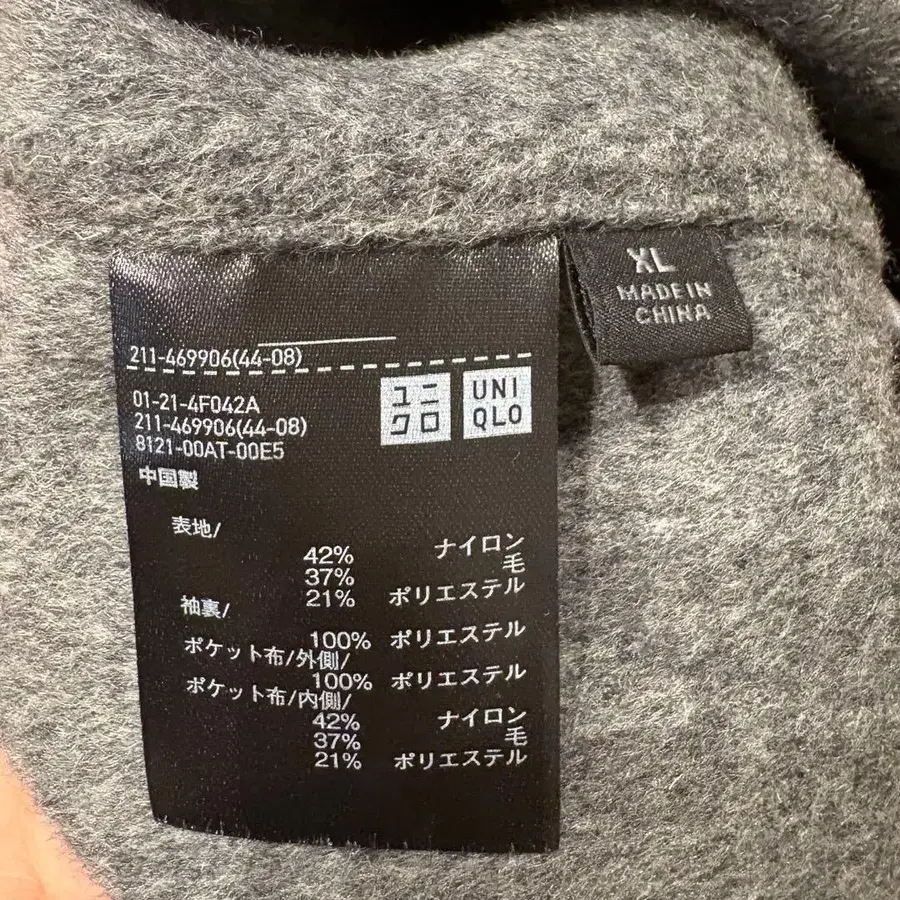 211-469906(44-08)
01-21-4F042A
211-469906(44-08)
8121-00AT-00E5
中国製
ユニ
クロ
UNI
QLO
表地/
42% ナイロン
37% 毛
21% ポリエステル
袖裏/
100% ポリエステル
ポケット布/外側/
100% ポリエステル
ポケット布/内側/
42% ナイロン
37% 毛
21% ポリエステル
XL
MADE IN
CHINA